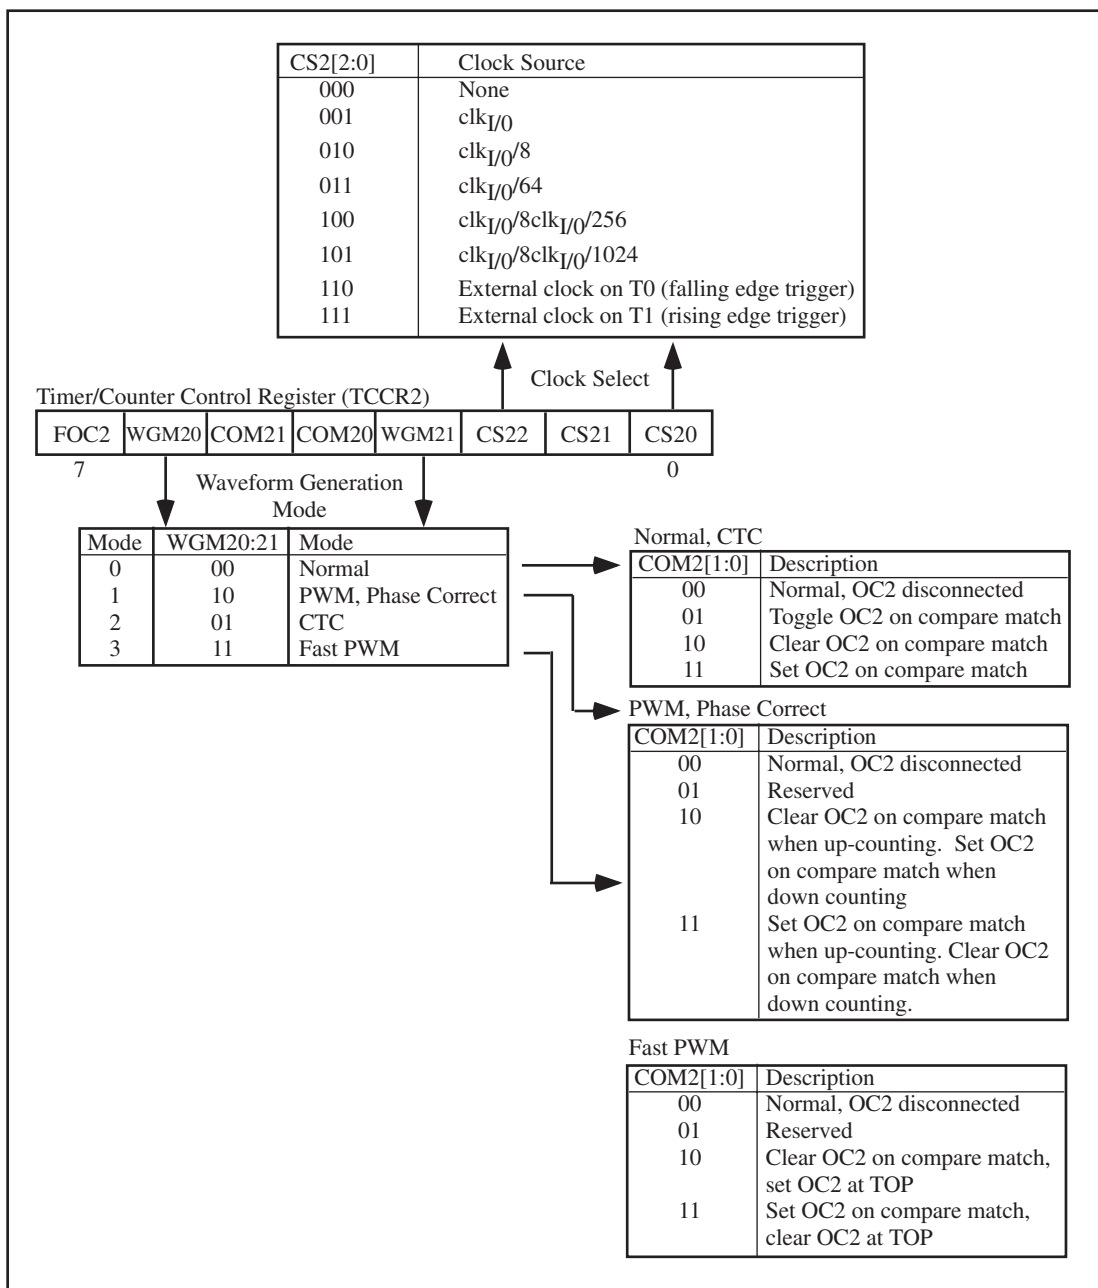 CS2[2:0] Clock Source
000 None
001 clkI/0
010 clkI/0/8
011 clkI/0/64
100 clkI/0/8clkI/0/256
101 clkI/0/8clkI/0/1024
110 External clock on T0 (falling edge trigger)
111 External clock on T1 (rising edge trigger)
Clock Select
Timer/Counter Control Register (TCCR2)
FOC2 WGM20 COM21 COM20 WGM21 CS22 CS21 CS20
7 0
Waveform Generation
Mode
Mode WGM20:21 Mode
0 00 Normal
1 10 PWM, Phase Correct
2 01 CTC
3 11 Fast PWM
Normal, CTC
COM2[1:0] Description
00 Normal, OC2 disconnected
01 Toggle OC2 on compare match
10 Clear OC2 on compare match
11 Set OC2 on compare match
PWM, Phase Correct
COM2[1:0] Description
00 Normal, OC2 disconnected
01 Reserved
10 Clear OC2 on compare match
when up-counting. Set OC2
on compare match when
down counting
11 Set OC2 on compare match
when up-counting. Clear OC2
on compare match when
down counting.
Fast PWM
COM2[1:0] Description
00 Normal, OC2 disconnected
01 Reserved
10 Clear OC2 on compare match,
set OC2 at TOP
11 Set OC2 on compare match,
clear OC2 at TOP